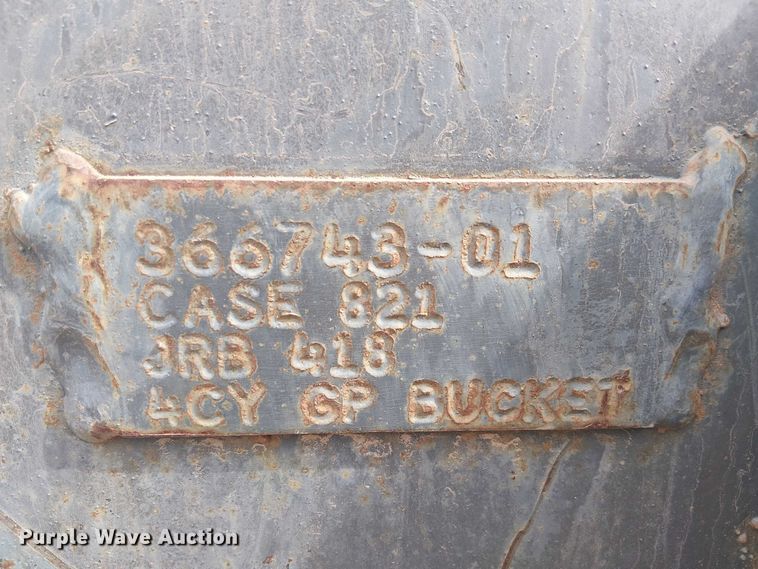 366743-01
CASE 821
JRB 418
4CY GP BUCKET
Purple Wave Auction